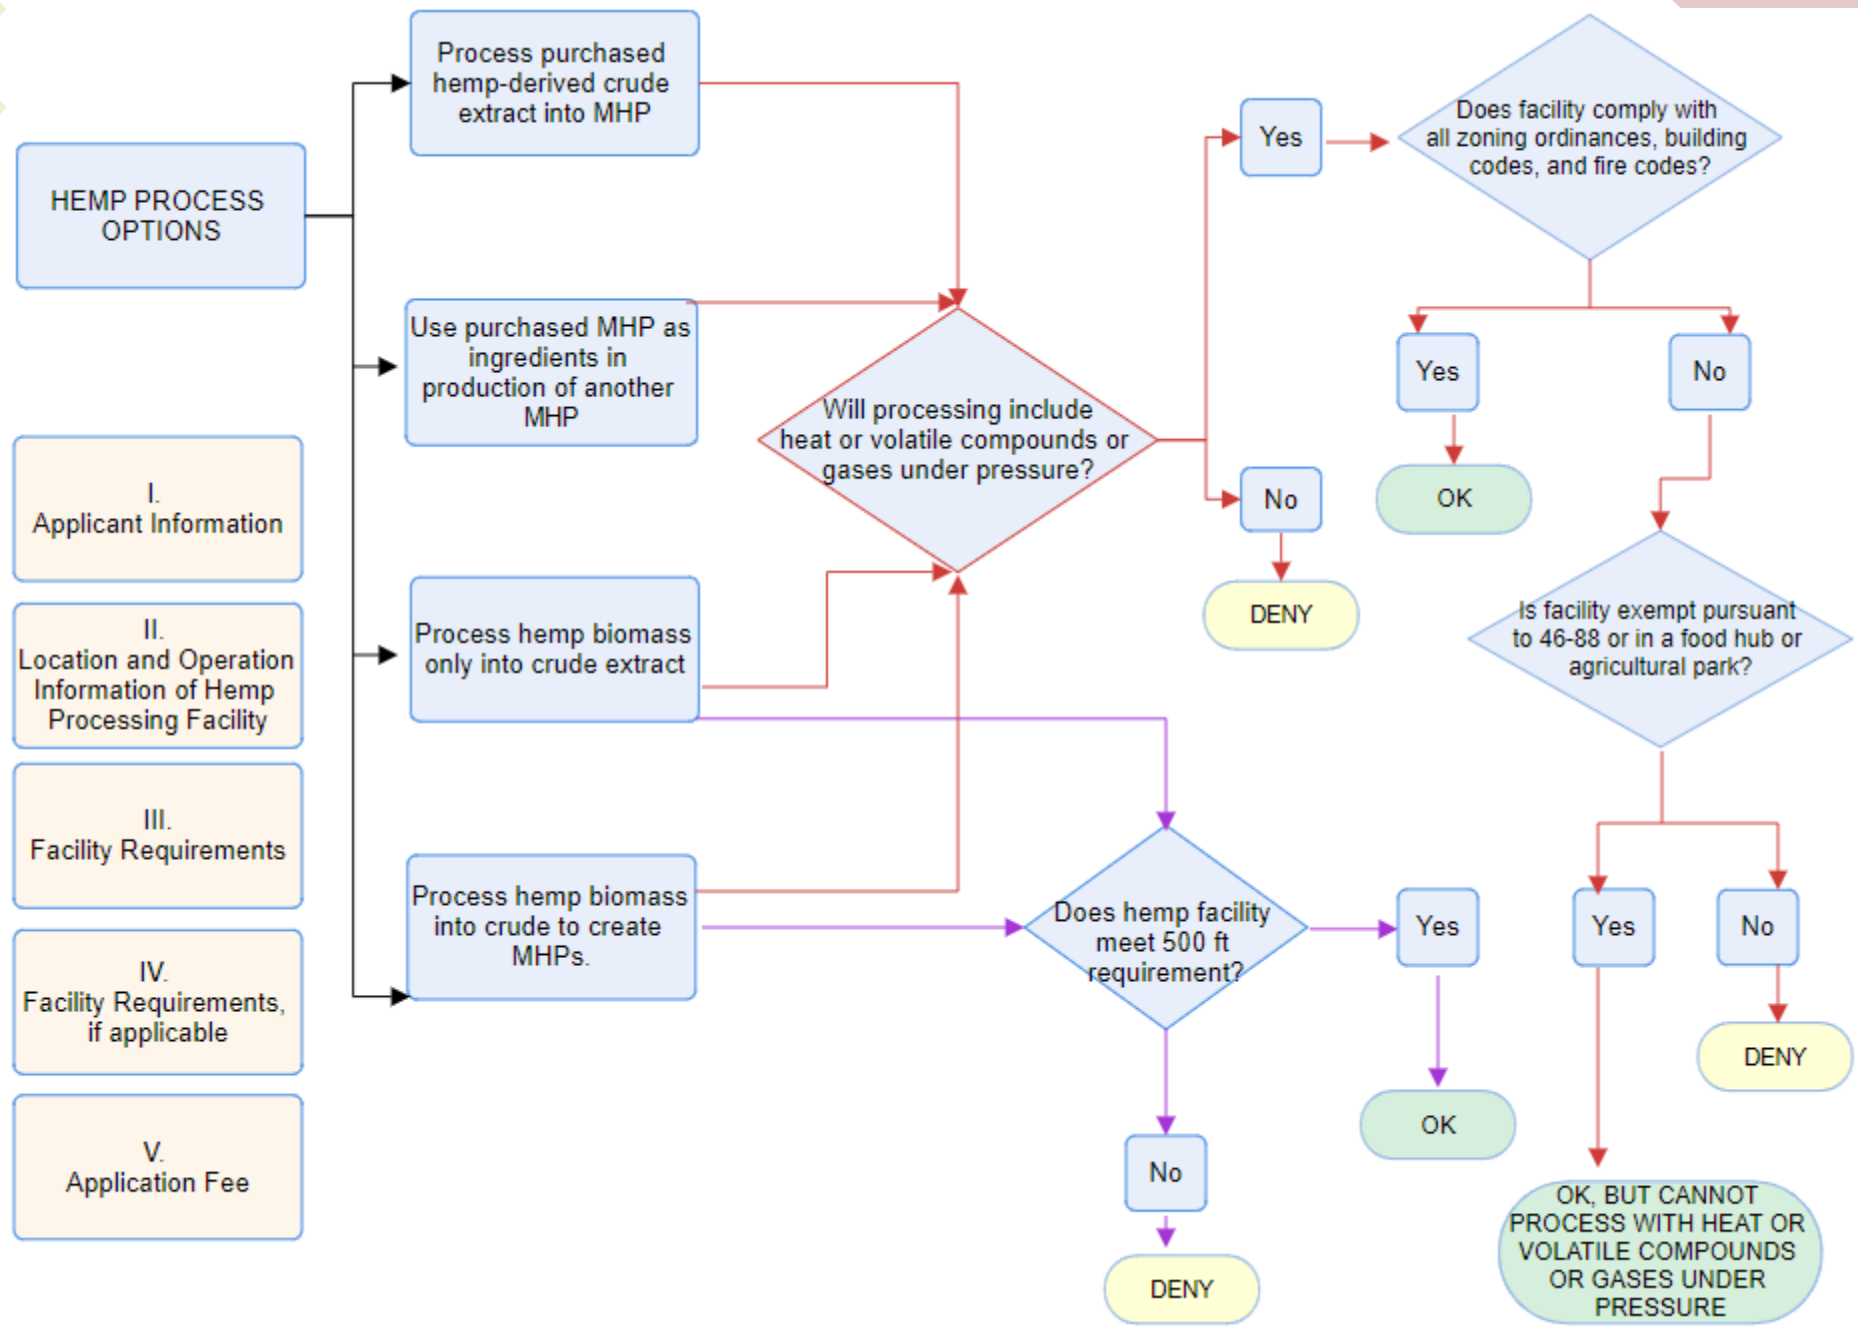 HEMP PROCESS
OPTIONS
I.
Applicant Information
II.
Location and Operation
Information of Hemp
Processing Facility
III.
Facility Requirements
IV.
Facility Requirements,
if applicable
V.
Application Fee
Process purchased
hemp-derived crude
extract into MHP
Use purchased MHP as
ingredients in
production of another
MHP
Process hemp biomass
only into crude extract
Process hemp biomass
into crude to create
MHPs.
Will processing include
heat or volatile compounds or
gases under pressure?
Yes
No
DENY
Does facility comply with
all zoning ordinances, building
codes, and fire codes?
Yes
OK
No
Is facility exempt pursuant
to 46-88 or in a food hub or
agricultural park?
Yes
No
DENY
OK, BUT CANNOT
PROCESS WITH HEAT OR
VOLATILE COMPOUNDS
OR GASES UNDER
PRESSURE
Does hemp facility
meet 500 ft
requirement?
Yes
OK
No
DENY